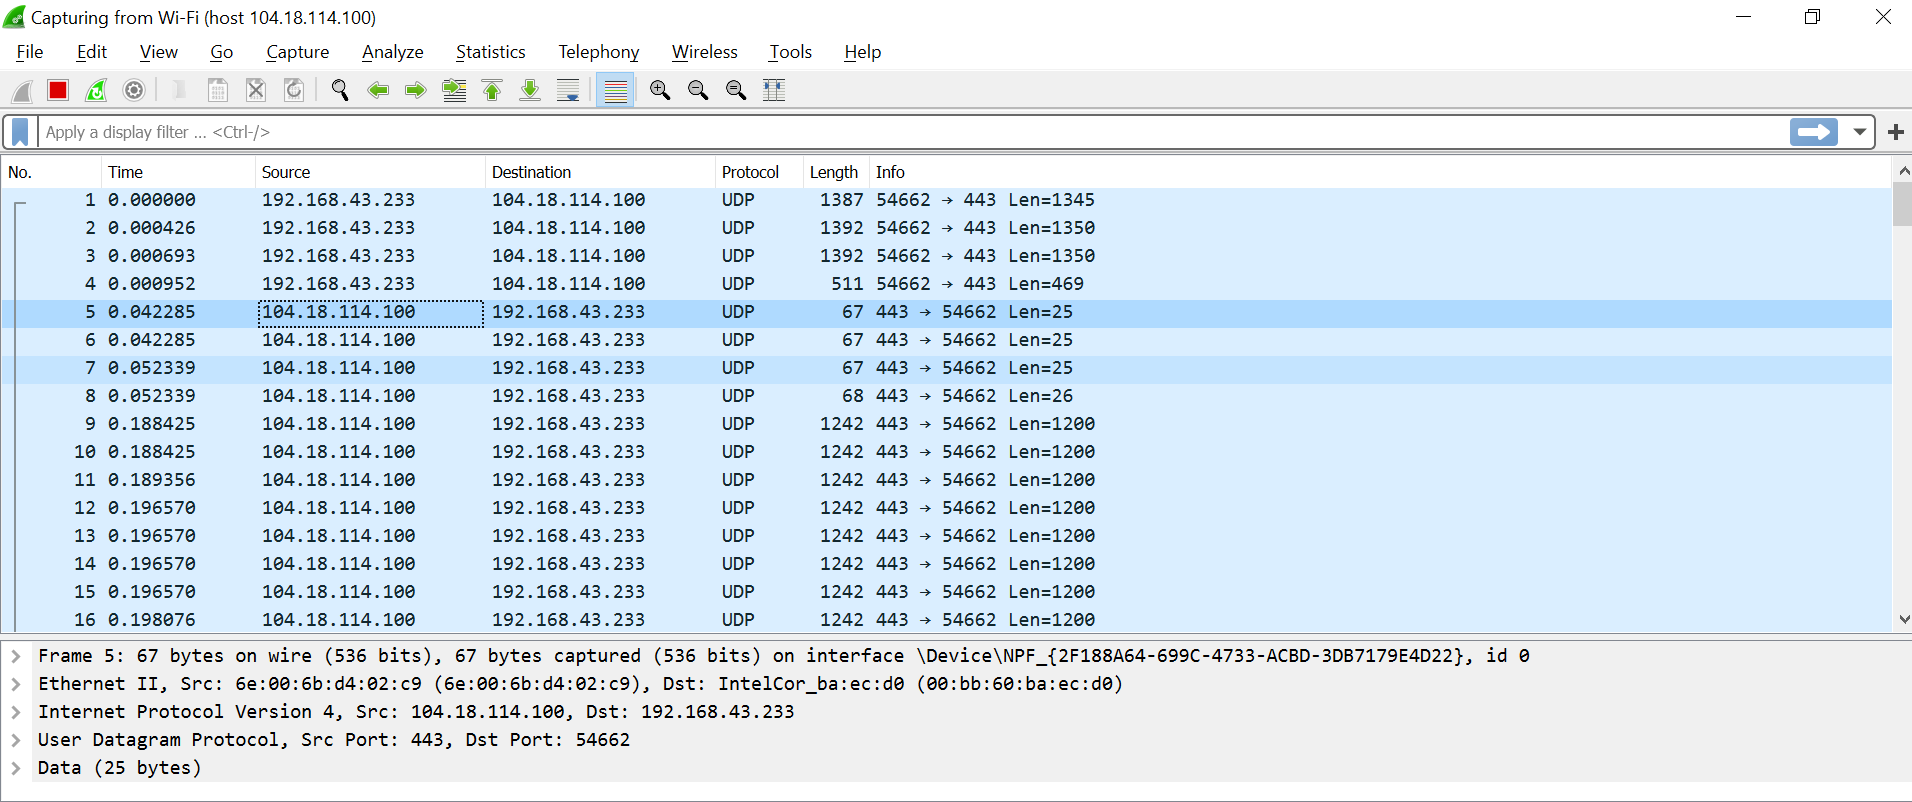 Capturing from Wi-Fi (host 104.18.114.100)
File Edit View Go Capture Analyze Statistics Telephony Wireless Tools Help
Apply a display filter ... <Ctrl-/>
No. Time Source Destination Protocol Length Info
1 0.000000 192.168.43.233 104.18.114.100 UDP 1387 54662 → 443 Len=1345
2 0.000426 192.168.43.233 104.18.114.100 UDP 1392 54662 → 443 Len=1350
3 0.000693 192.168.43.233 104.18.114.100 UDP 1392 54662 → 443 Len=1350
4 0.000952 192.168.43.233 104.18.114.100 UDP 511 54662 → 443 Len=469
5 0.042285 104.18.114.100 192.168.43.233 UDP 67 443 → 54662 Len=25
6 0.042285 104.18.114.100 192.168.43.233 UDP 67 443 → 54662 Len=25
7 0.052339 104.18.114.100 192.168.43.233 UDP 67 443 → 54662 Len=25
8 0.052339 104.18.114.100 192.168.43.233 UDP 68 443 → 54662 Len=26
9 0.188425 104.18.114.100 192.168.43.233 UDP 1242 443 → 54662 Len=1200
10 0.188425 104.18.114.100 192.168.43.233 UDP 1242 443 → 54662 Len=1200
11 0.189356 104.18.114.100 192.168.43.233 UDP 1242 443 → 54662 Len=1200
12 0.196570 104.18.114.100 192.168.43.233 UDP 1242 443 → 54662 Len=1200
13 0.196570 104.18.114.100 192.168.43.233 UDP 1242 443 → 54662 Len=1200
14 0.196570 104.18.114.100 192.168.43.233 UDP 1242 443 → 54662 Len=1200
15 0.196570 104.18.114.100 192.168.43.233 UDP 1242 443 → 54662 Len=1200
16 0.198076 104.18.114.100 192.168.43.233 UDP 1242 443 → 54662 Len=1200
Frame 5: 67 bytes on wire (536 bits), 67 bytes captured (536 bits) on interface \Device\NPF_{2F188A64-699C-4733-ACBD-3DB7179E4D22}, id 0
Ethernet II, Src: 6e:00:6b:d4:02:c9 (6e:00:6b:d4:02:c9), Dst: IntelCor_ba:ec:d0 (00:bb:60:ba:ec:d0)
Internet Protocol Version 4, Src: 104.18.114.100, Dst: 192.168.43.233
User Datagram Protocol, Src Port: 443, Dst Port: 54662
Data (25 bytes)